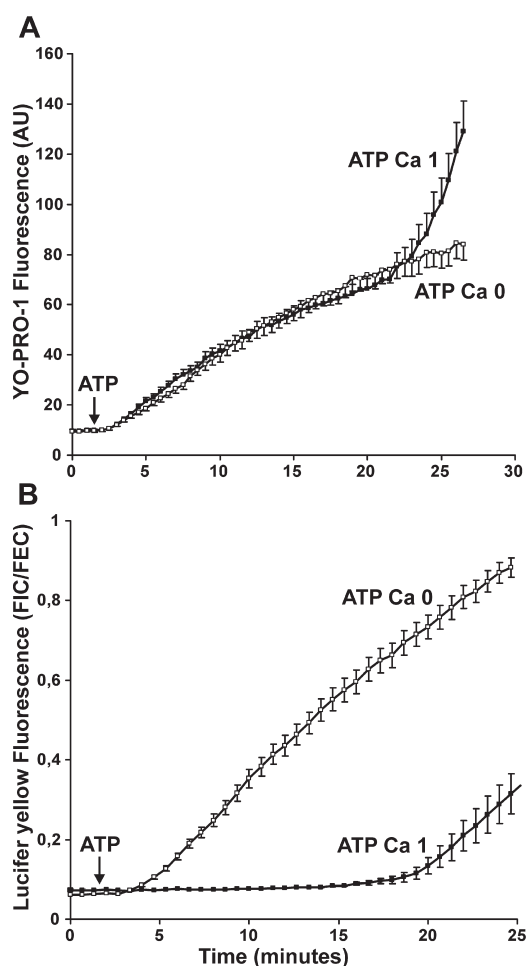 A
YO-PRO-1 Fluorescence (AU)
160
140
120
100
80
60
40
20
0
ATP Ca 1
ATP Ca 0
ATP
0 5 10 15 20 25 30
B
Lucifer yellow Fluorescence (FIC/FEC)
1
0,8
0,6
0,4
0,2
0
ATP Ca 0
ATP
ATP Ca 1
0 5 10 15 20 25
Time (minutes)